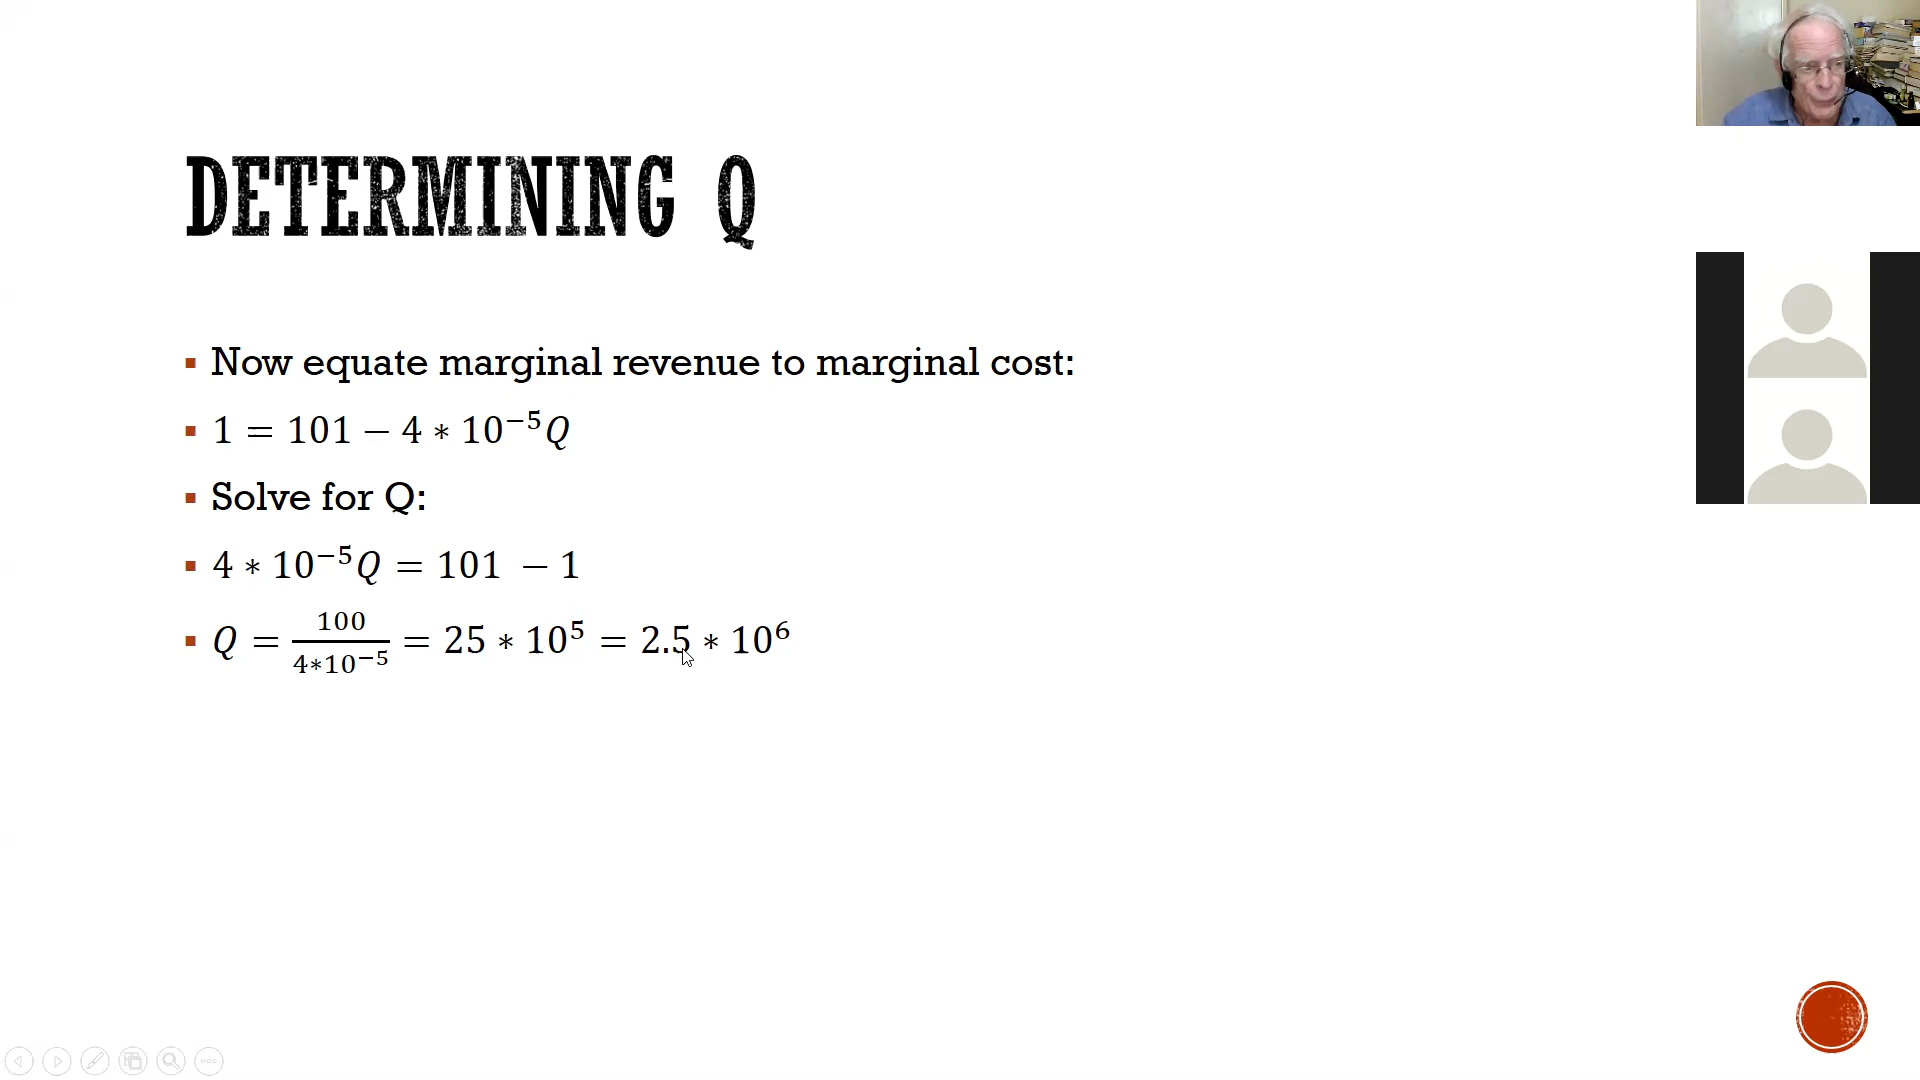 DETERMINING Q
Now equate marginal revenue to marginal cost:
1 = 101 − 4 ∗ 10⁻⁵Q
Solve for Q:
4 ∗ 10⁻⁵Q = 101 − 1
Q = 100/(4∗10⁻⁵) = 25 ∗ 10⁵ = 2.5 ∗ 10⁶